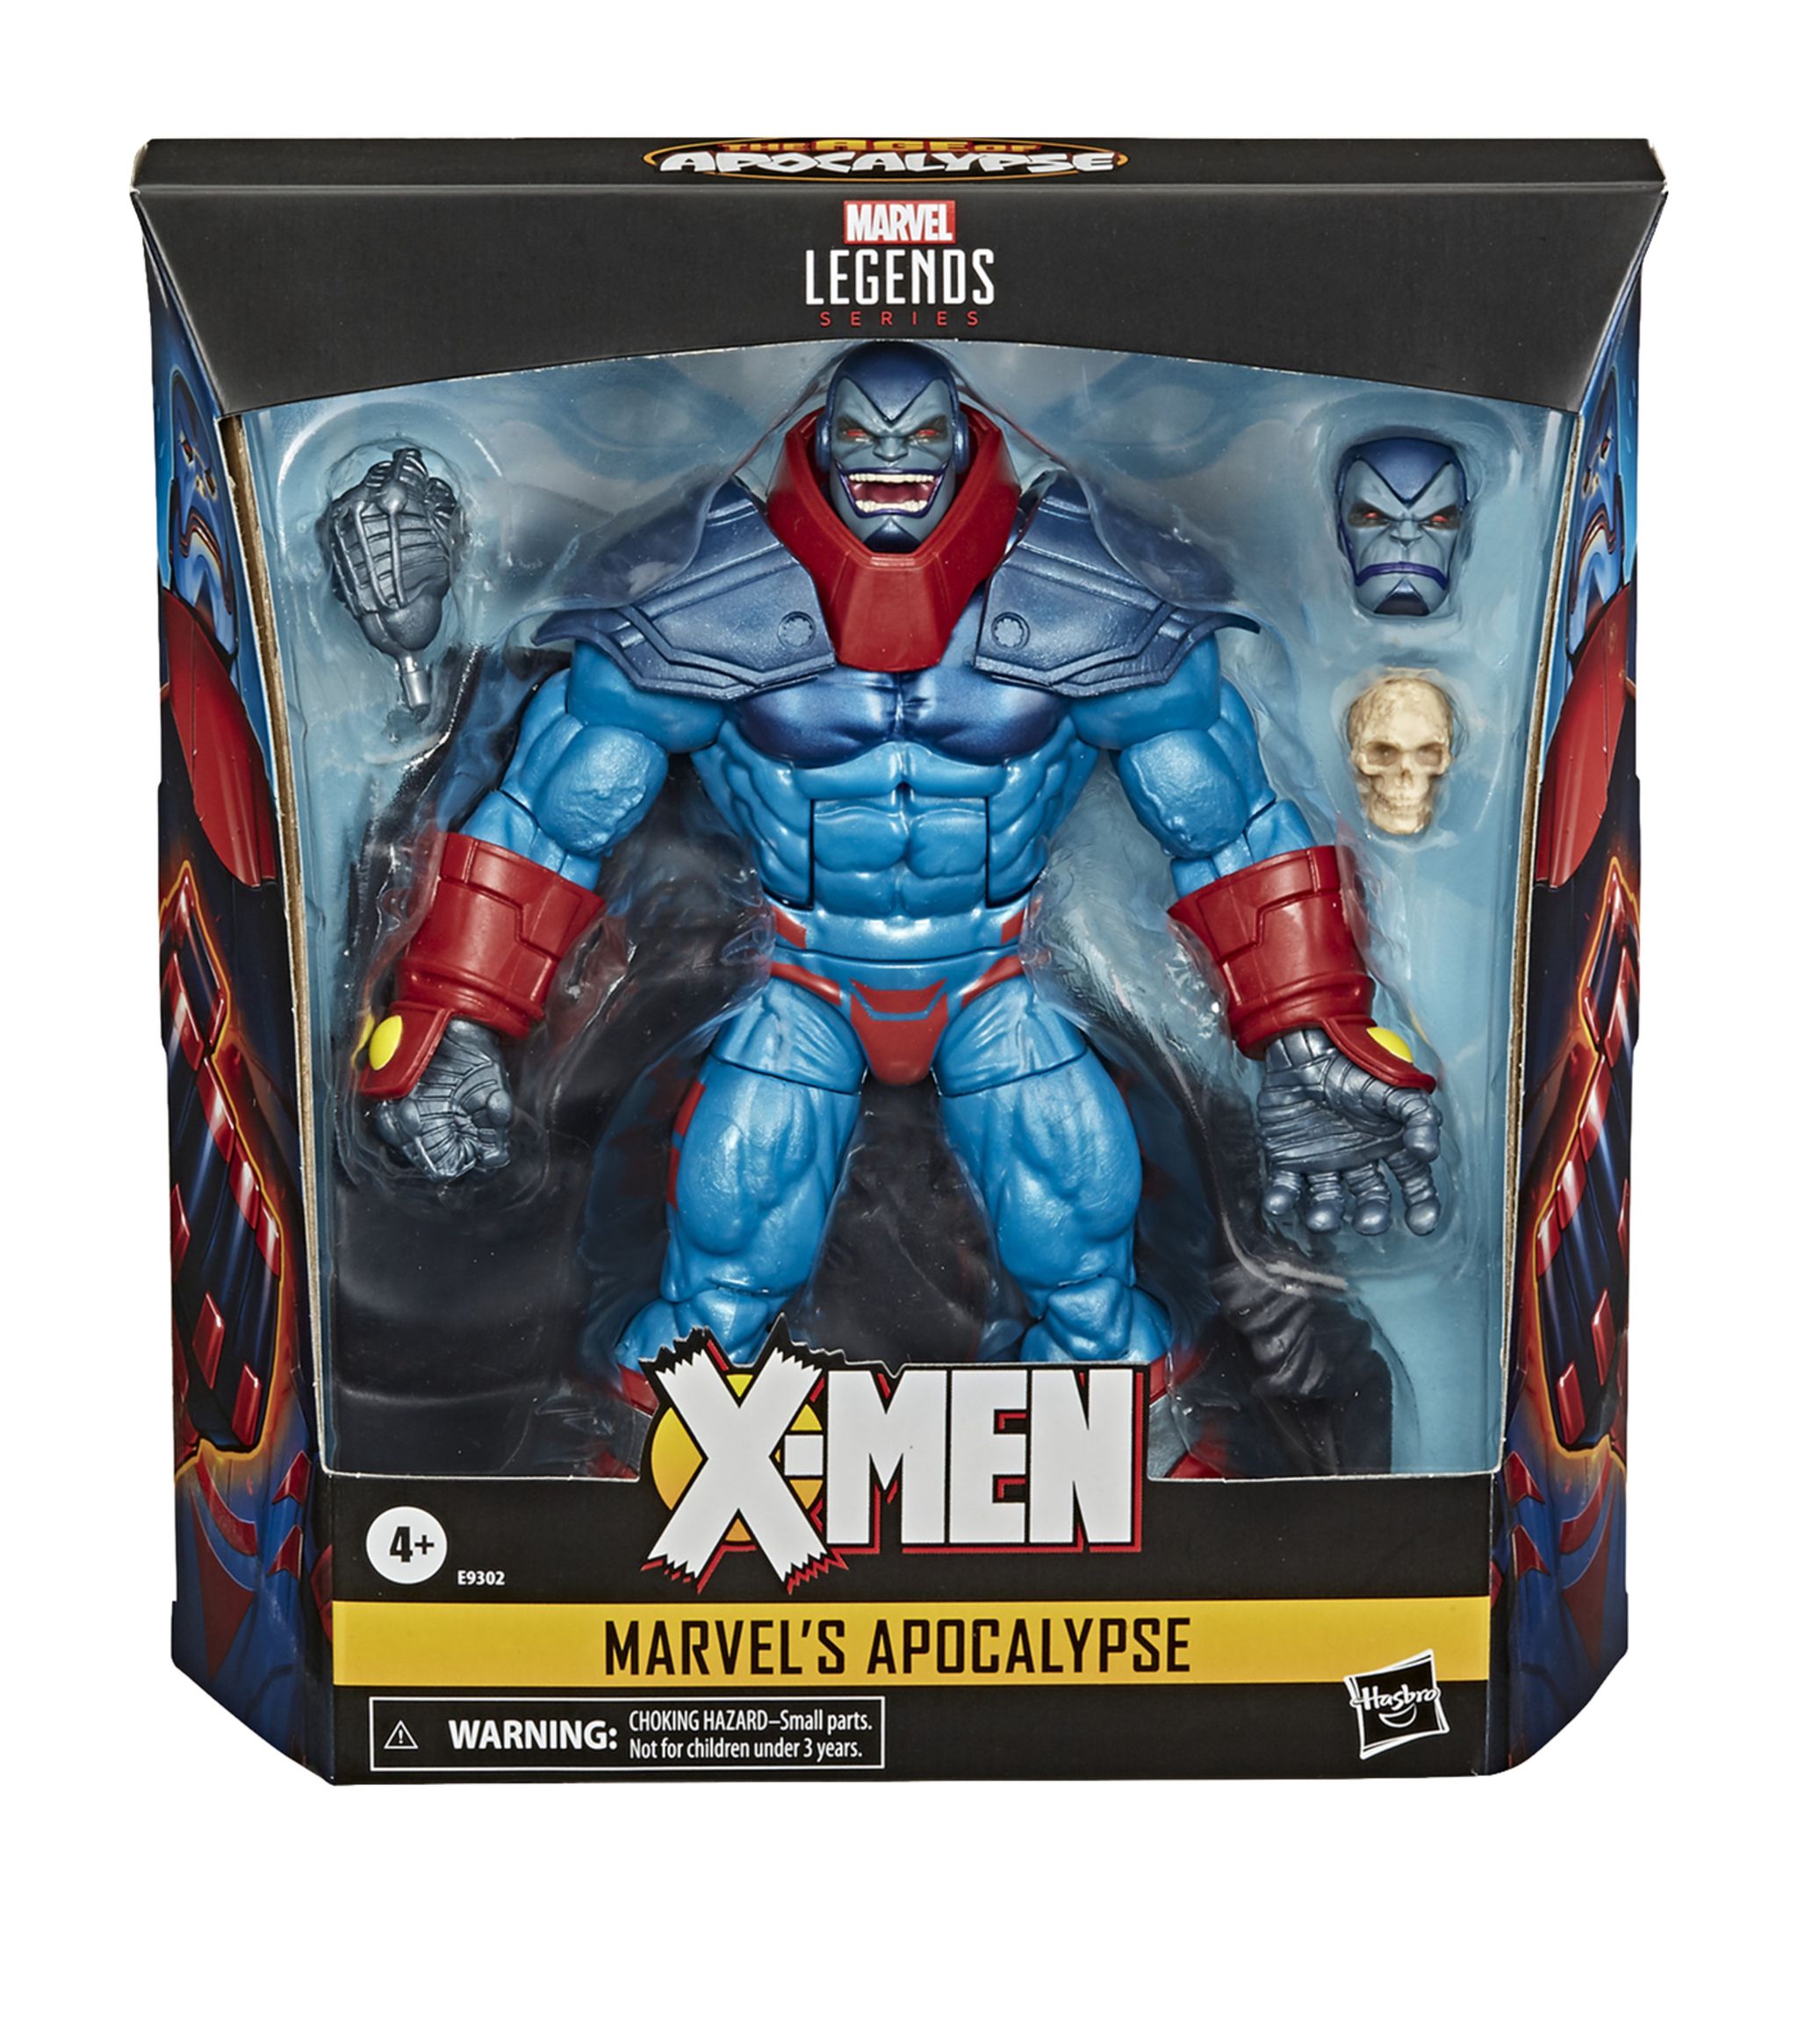 THE AGE OF
APOCALYPSE
MARVEL
LEGENDS
SERIES
X-MEN
4+
E9302
MARVEL'S APOCALYPSE
Hasbro
WARNING: CHOKING HAZARD–Small parts.
Not for children under 3 years.